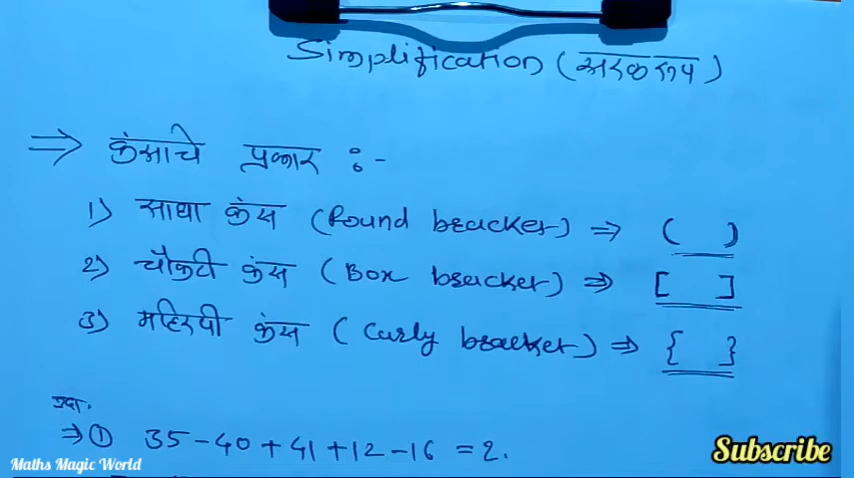 Simplification (सरळरूप)
⇒ कंसाचे प्रकार :-
1) साधा कंस (Round bracket) ⇒ ( )
2) चौकटी कंस (Box bracket) ⇒ [ ]
3) महिरपी कंस (Curly bracket) ⇒ { }
उदा.
⇒ ① 35 - 40 + 41 + 12 - 16 = ?.
Maths Magic World
Subscribe